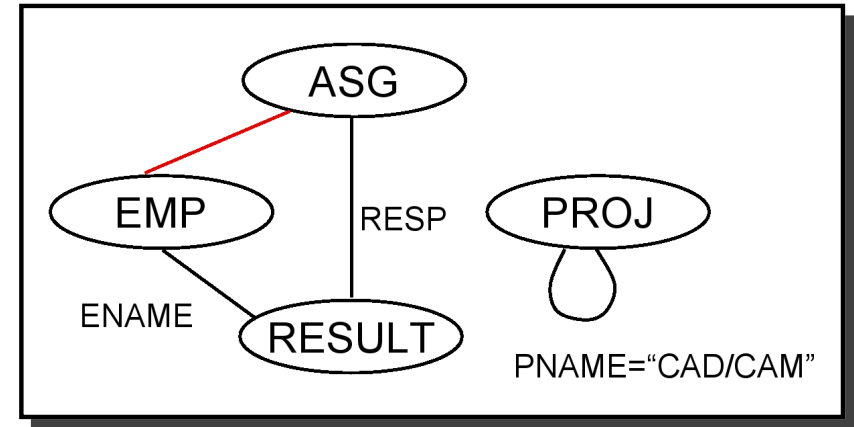 ASG
EMP
RESP
PROJ
ENAME
RESULT
PNAME=“CAD/CAM”